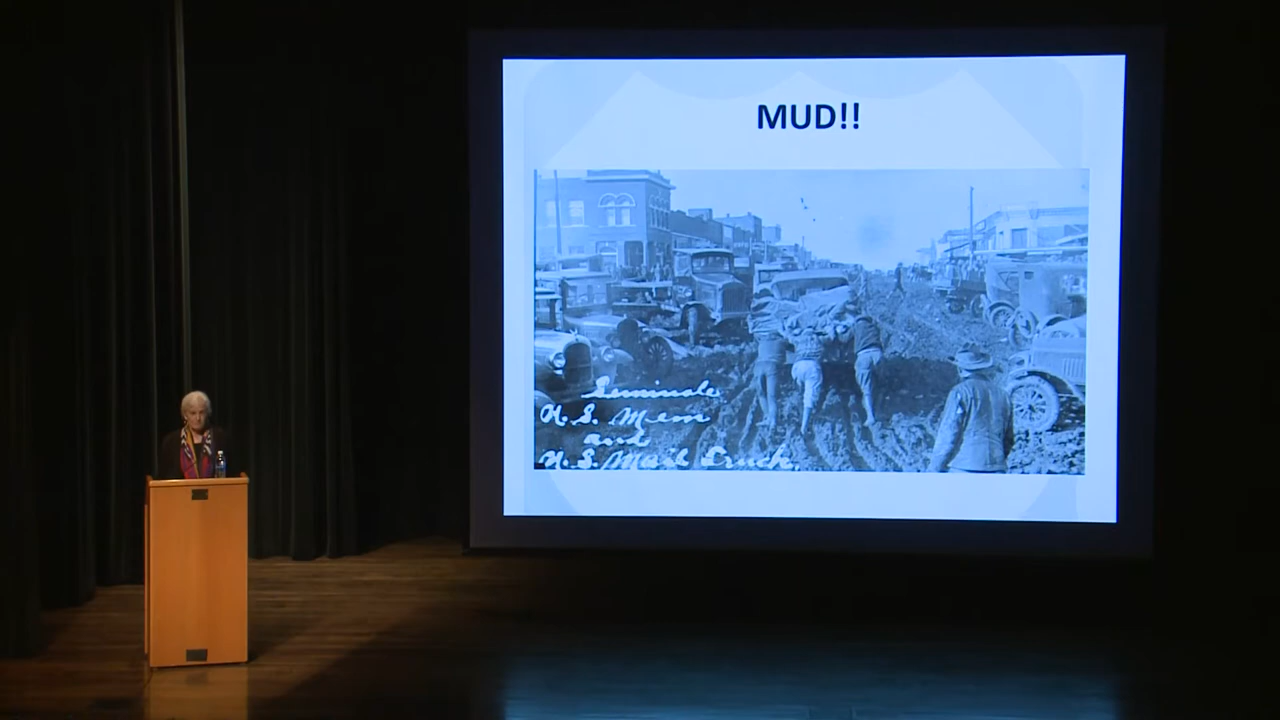 MUD!!
Seminole
U.S. Men
and
U.S. Mail Truck.